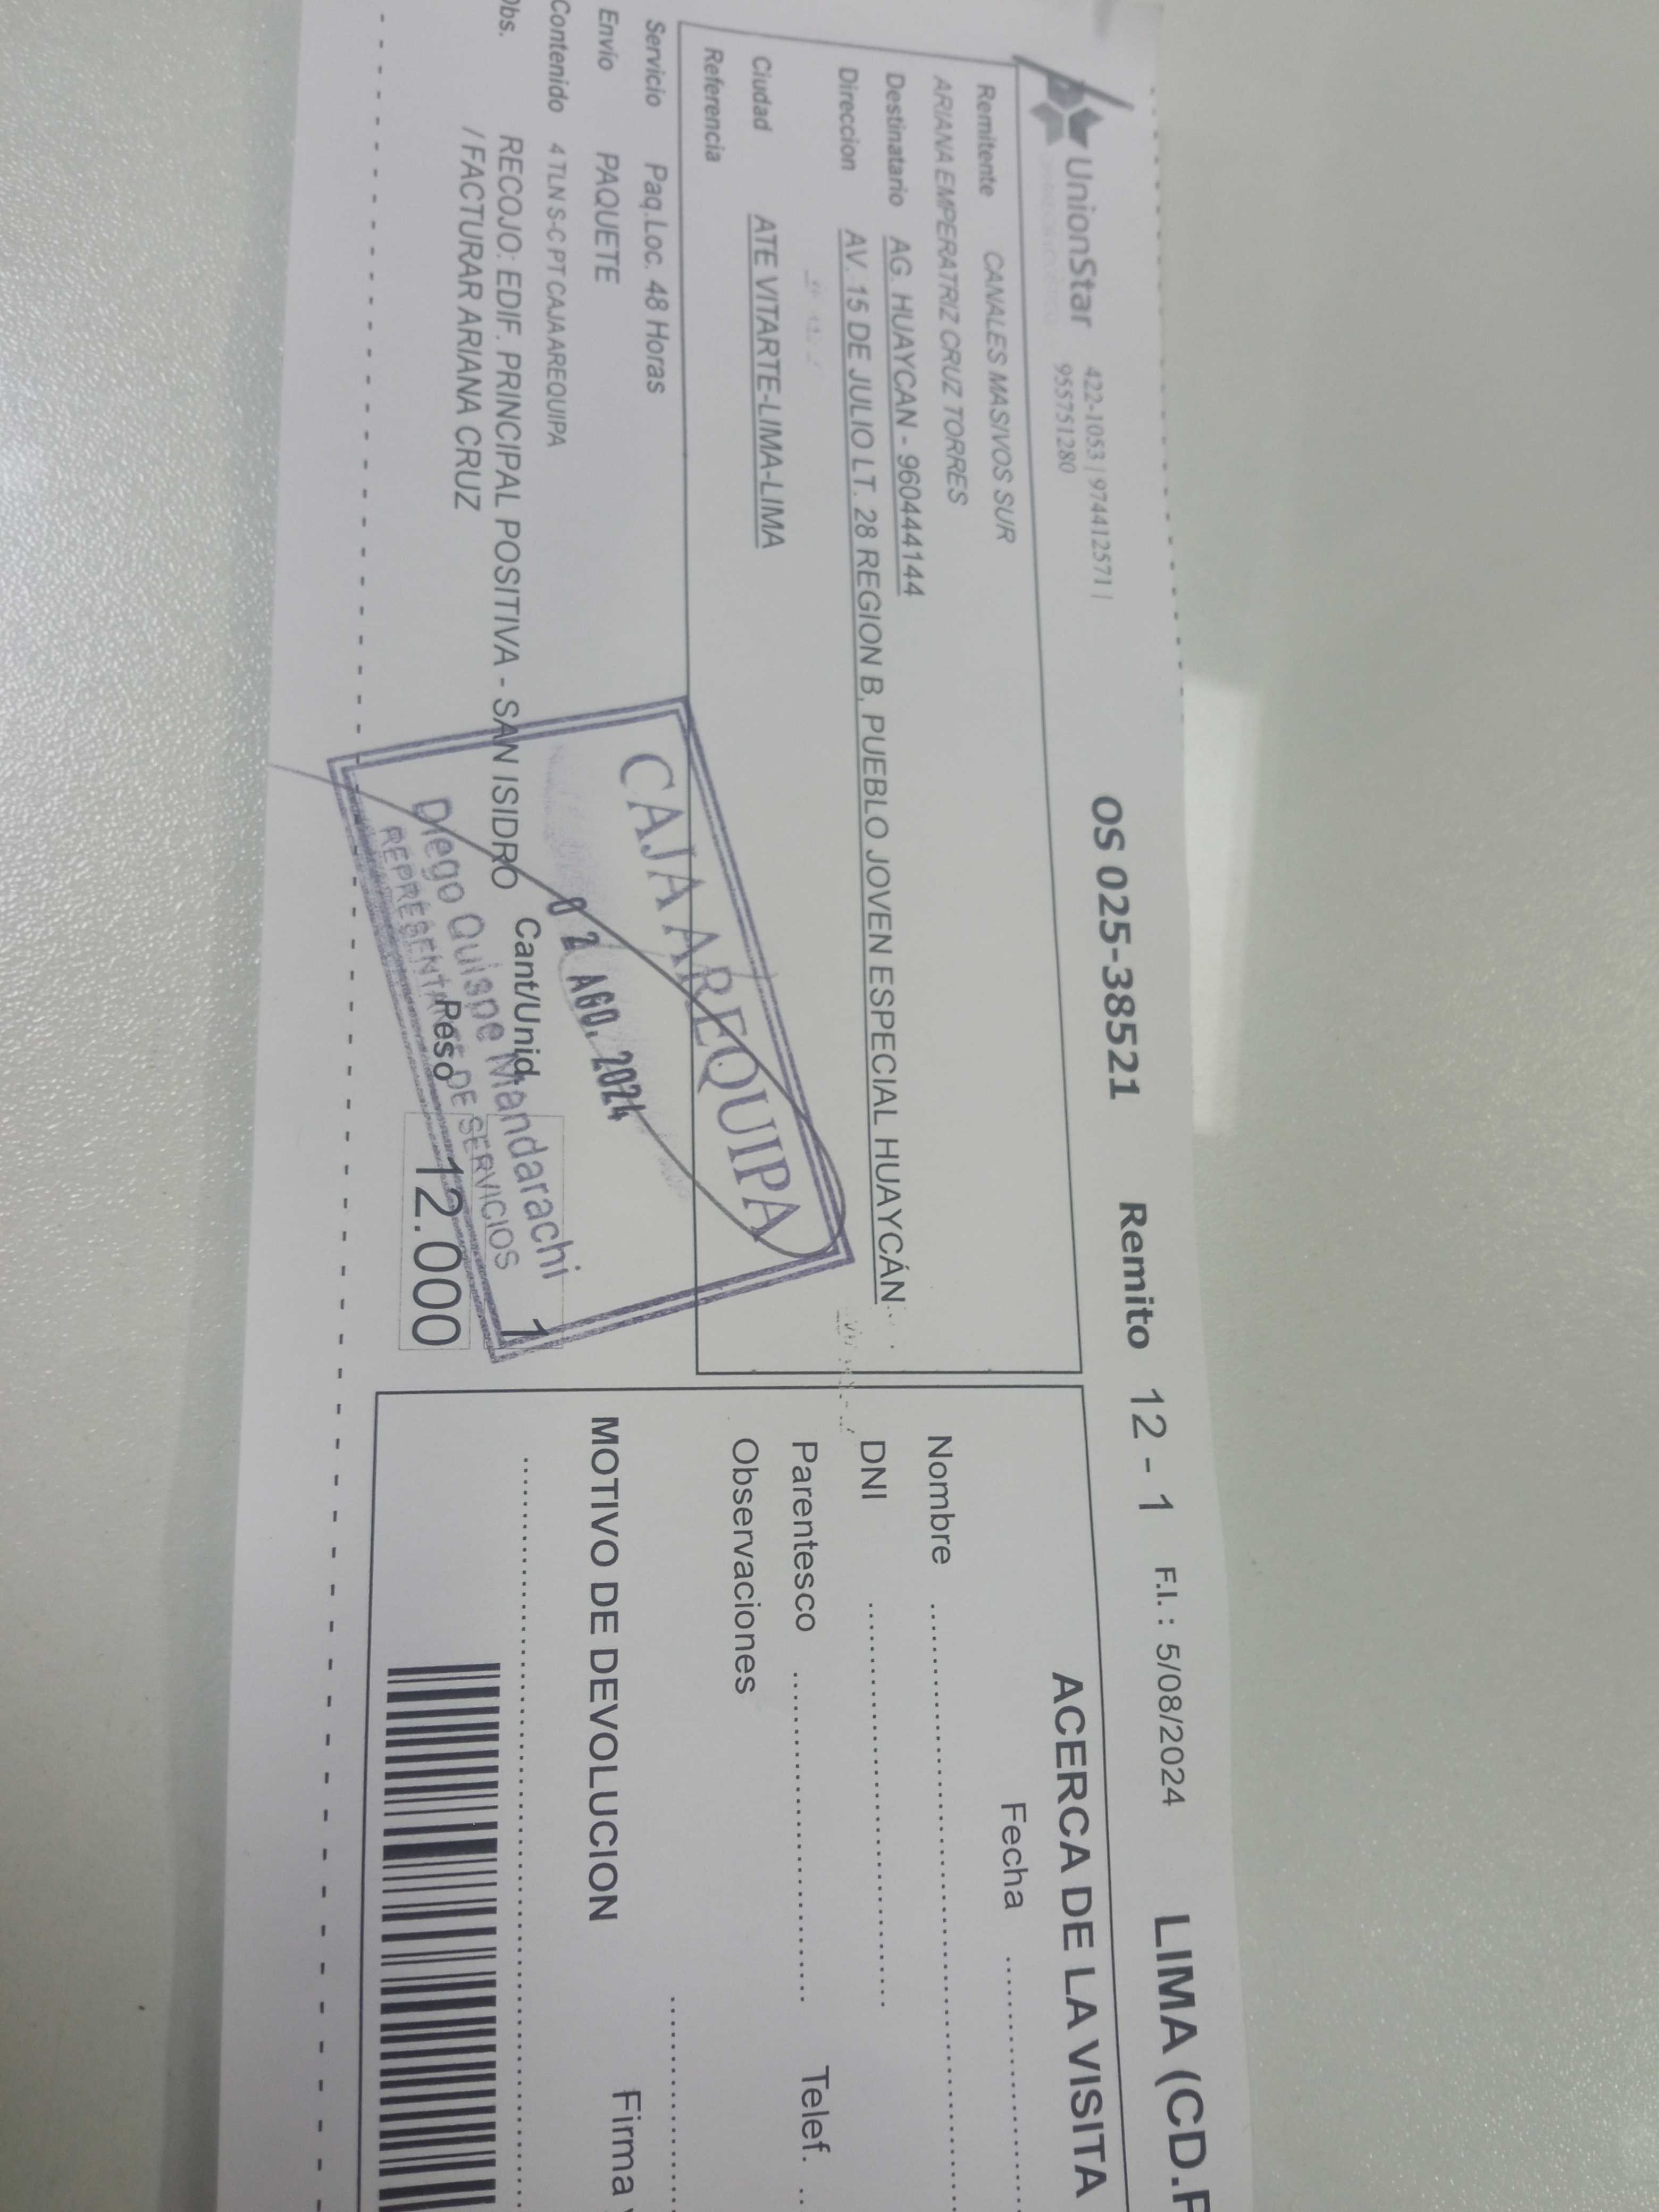 UnionStar
422-1053 | 974412571 |
955751280
OS 025-38521 Remito 12 - 1 F.I. : 5/08/2024 LIMA (CD.P
Remitente CANALES MASIVOS SUR
ARIANA EMPERATRIZ CRUZ TORRES
Destinatario AG. HUAYCAN - 960444144
Direccion AV. 15 DE JULIO LT. 28 REGION B, PUEBLO JOVEN ESPECIAL HUAYCÁN
Ciudad ATE VITARTE-LIMA-LIMA
Referencia
Servicio Paq.Loc. 48 Horas
Envio PAQUETE
Contenido 4 TLN S-C PT CAJA AREQUIPA
Obs. RECOJO: EDIF. PRINCIPAL POSITIVA - SAN ISIDRO
/ FACTURAR ARIANA CRUZ
Cant/Unid. 1
Peso 12.000
CAJA AREQUIPA
AGO. 2024
Diego Quispe Mandarachi
REPRESENTANTE DE SERVICIOS
ACERCA DE LA VISITA
Fecha
Nombre
DNI
Parentesco Telef.
Observaciones
MOTIVO DE DEVOLUCION Firma